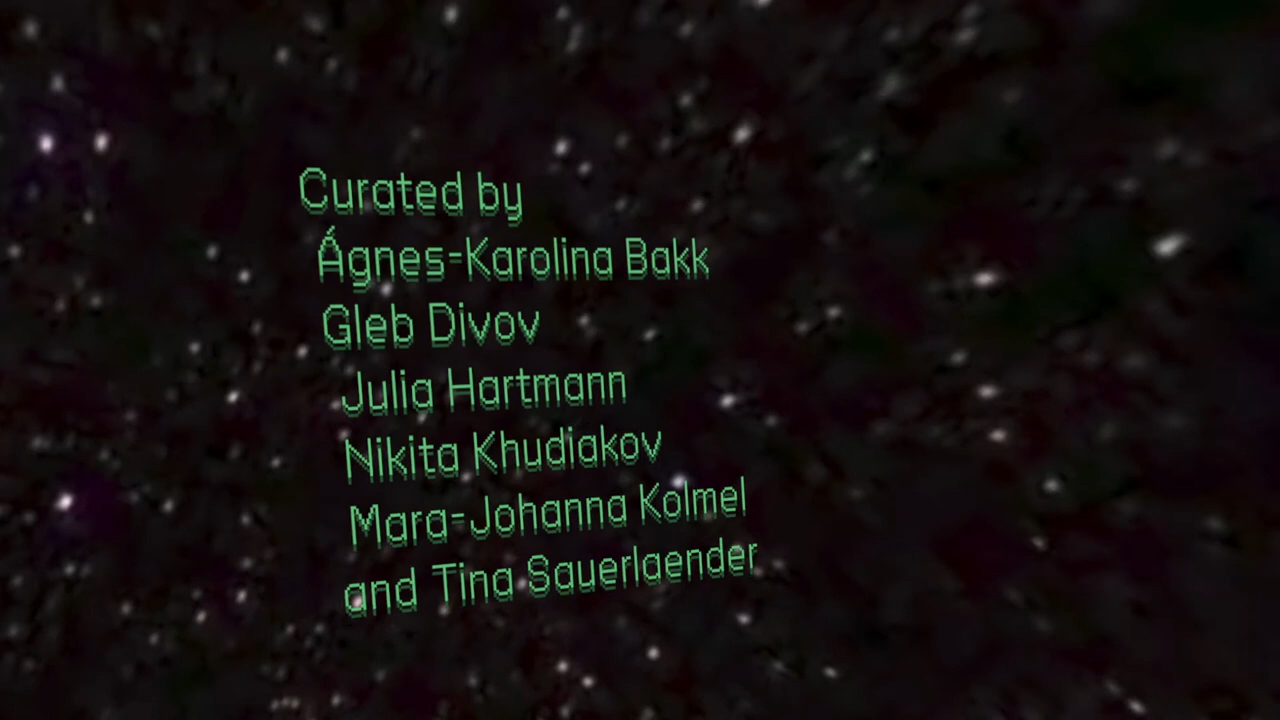 Curated by
Ágnes-Karolina Bakk
Gleb Divov
Julia Hartmann
Nikita Khudiakov
Mara-Johanna Kolmel
and Tina Sauerlaender